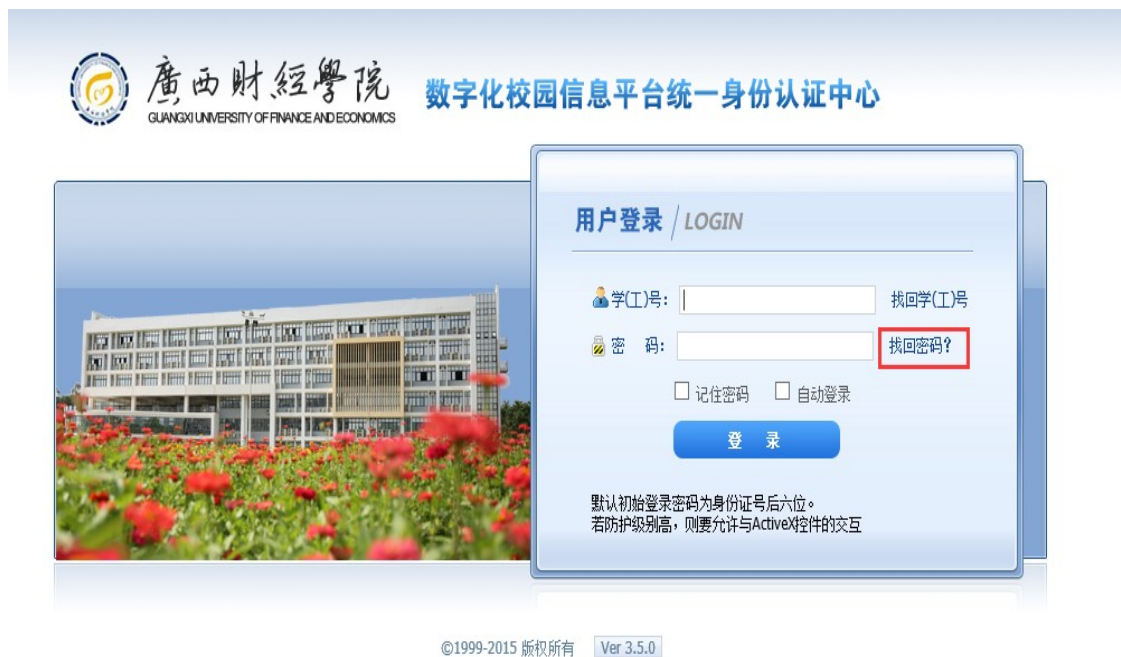 廣西财經學院
GUANGXI UNIVERSITY OF FINANCE AND ECONOMICS
数字化校园信息平台统一身份认证中心
用户登录 / LOGIN
学(工)号: 找回学(工)号
密 码: 找回密码?
记住密码 自动登录
登 录
默认初始登录密码为身份证号后六位。
若防护级别高，则要允许与ActiveX控件的交互
©1999-2015 版权所有 Ver 3.5.0